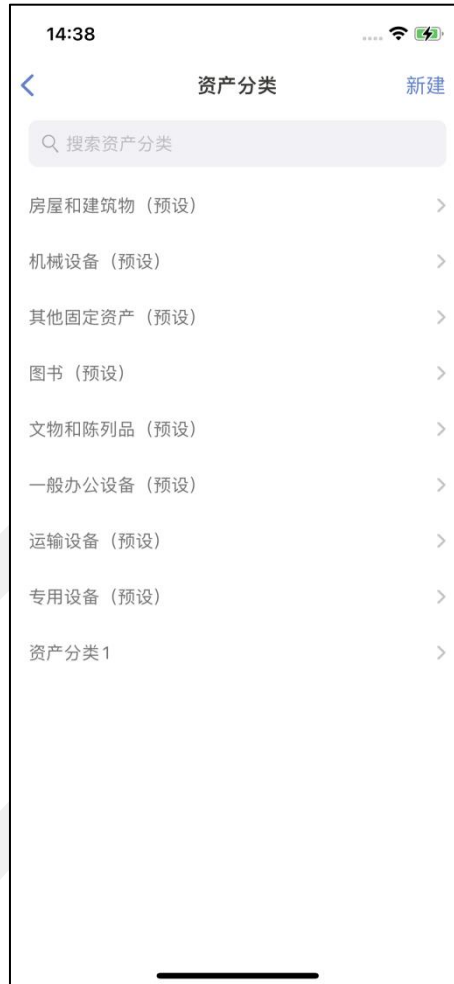 14:38
资产分类
新建
搜索资产分类
房屋和建筑物（预设）
机械设备（预设）
其他固定资产（预设）
图书（预设）
文物和陈列品（预设）
一般办公设备（预设）
运输设备（预设）
专用设备（预设）
资产分类1